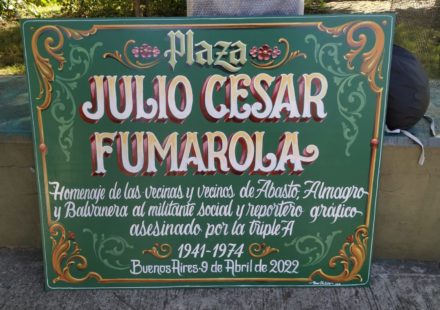 Plaza
JULIO CESAR
FUMAROLA
Homenaje de las vecinas y vecinos de Abasto, Almagro
y Balvanera al militante social y reportero gráfico
asesinado por la triple A
1941-1974
Buenos Aires-9 de Abril de 2022